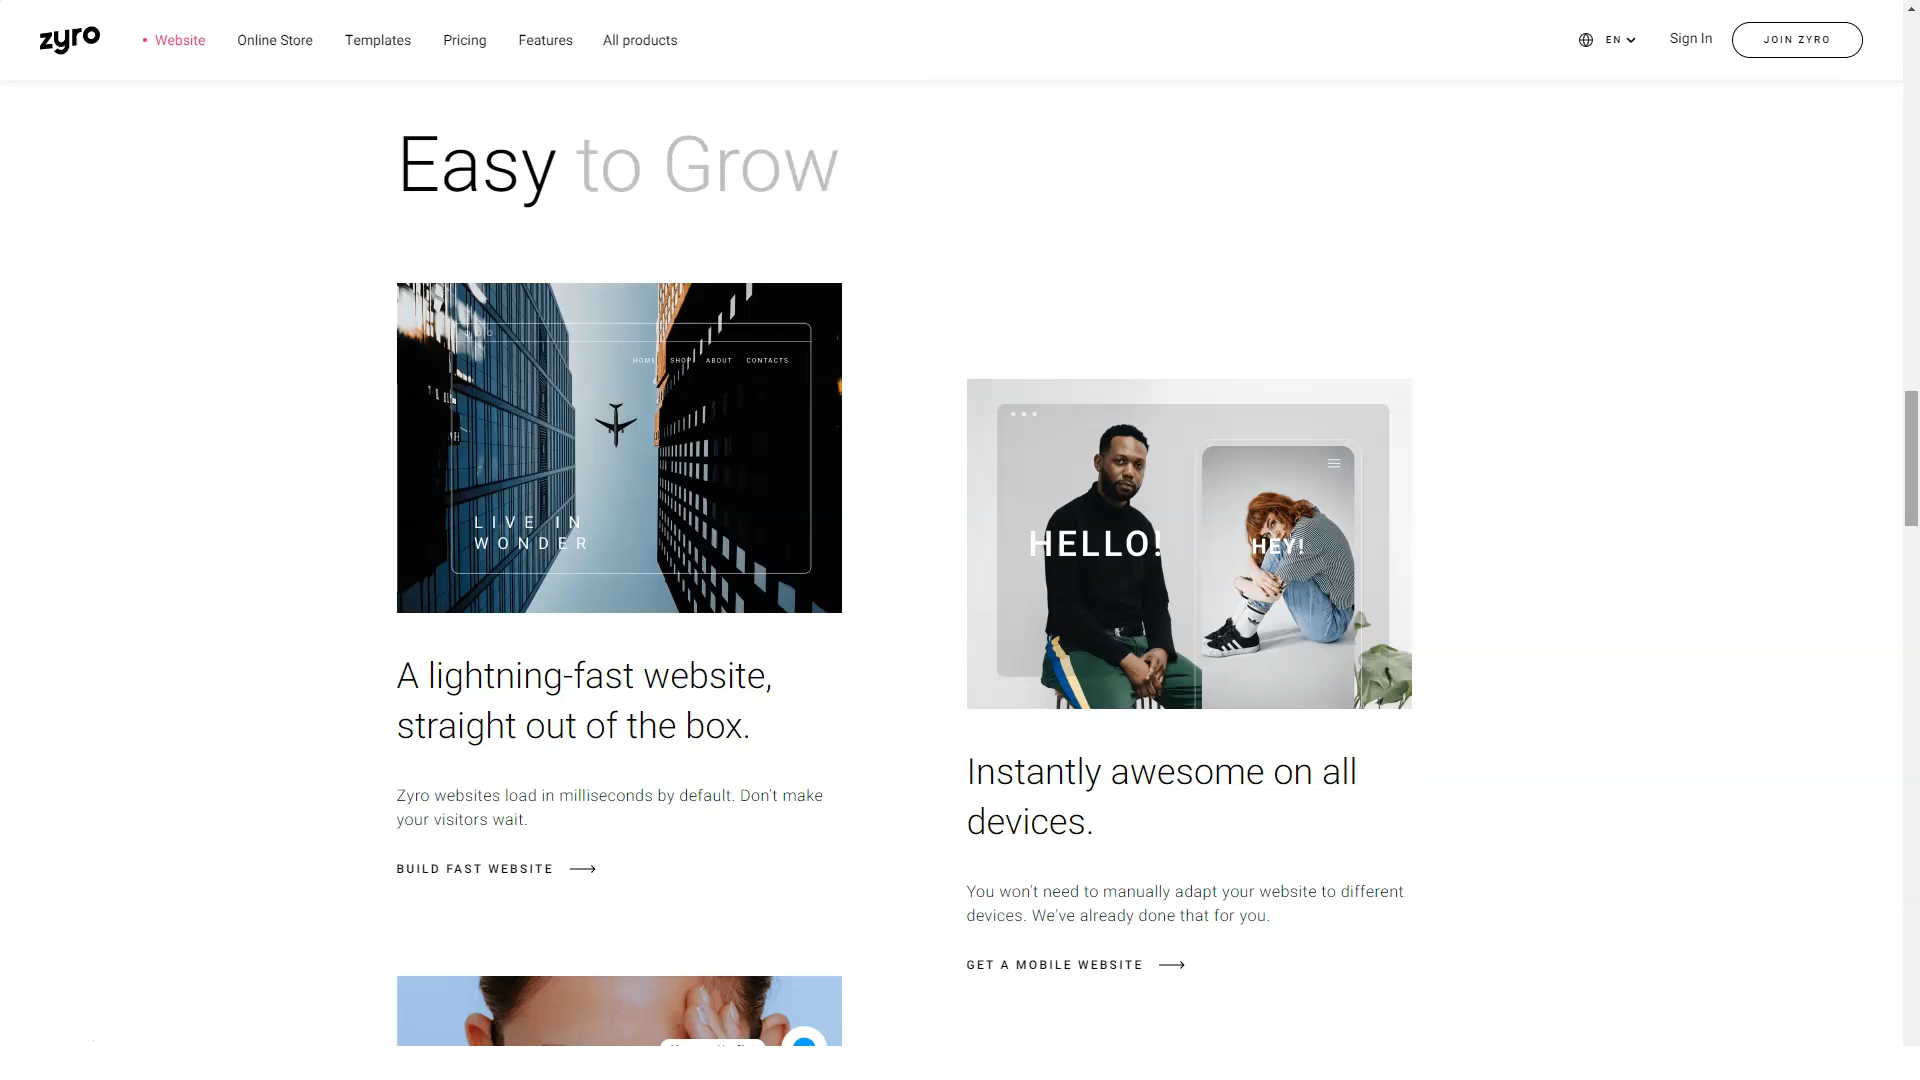 zyro
Website
Online Store
Templates
Pricing
Features
All products
EN
Sign In
JOIN ZYRO
Easy to Grow
HOME SHOP ABOUT CONTACTS
LIVE IN
WONDER
A lightning-fast website,
straight out of the box.
Zyro websites load in milliseconds by default. Don't make
your visitors wait.
BUILD FAST WEBSITE
HELLO!
HEY!
Instantly awesome on all
devices.
You won't need to manually adapt your website to different
devices. We've already done that for you.
GET A MOBILE WEBSITE